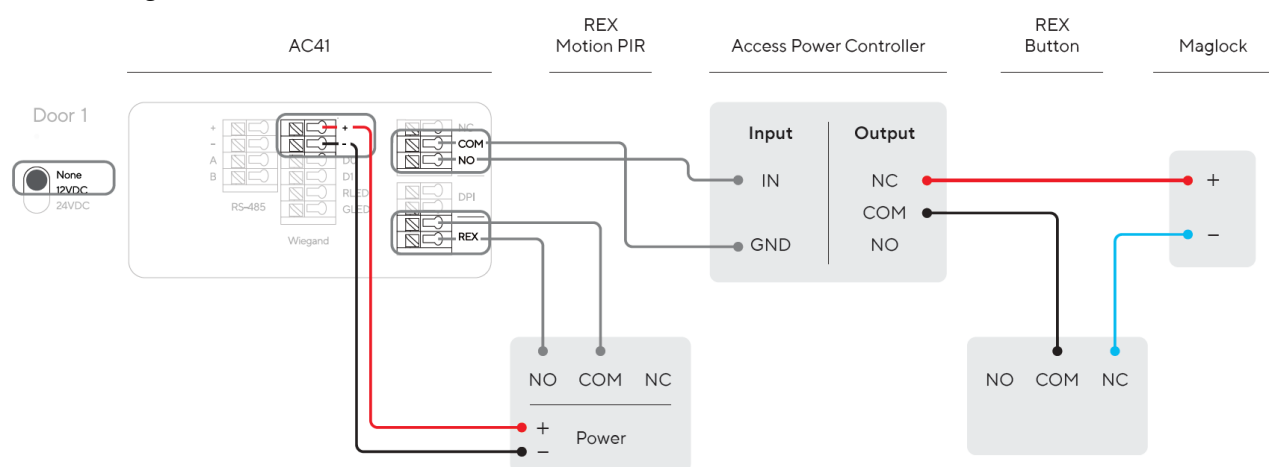 AC41
REX
Motion PIR
Access Power Controller
REX
Button
Maglock
Door 1
None
12VDC
24VDC
+
−
A
B
RS-485
+
-
D0
D1
RLED
GLED
Wiegand
NC
COM
NO
DPI
REX
Input
Output
IN
NC
COM
GND
NO
+
−
NO COM NC
+
−
Power
NO COM NC